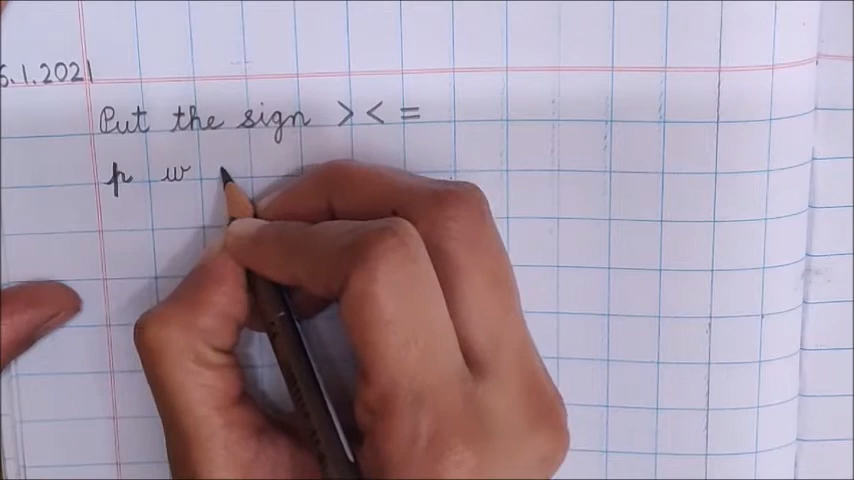 6.1.2021
Put the sign > < =
p w